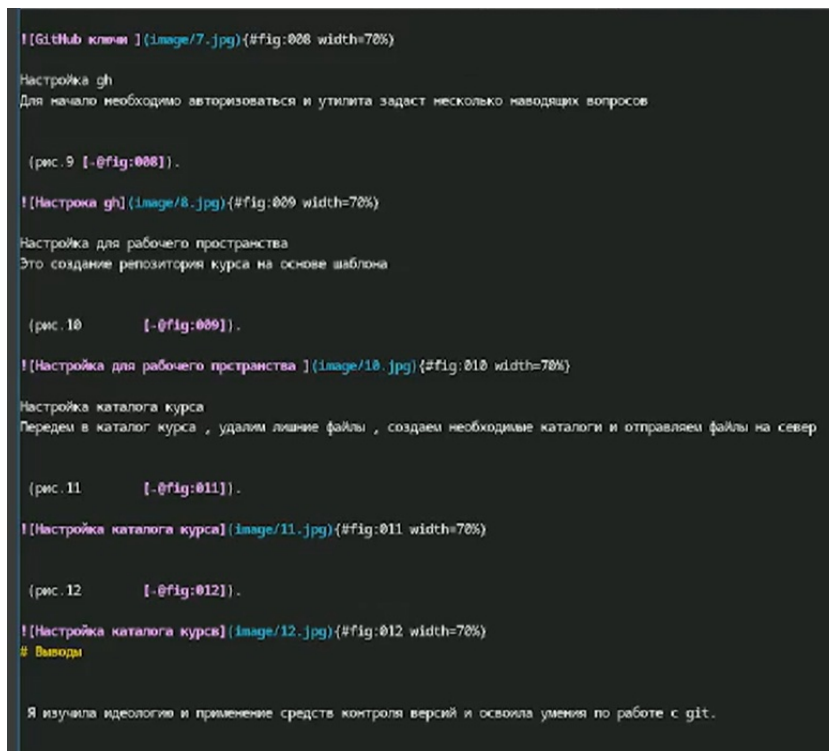 ![GitHub ключи ](image/7.jpg){#fig:008 width=70%}
Настройка gh
Для начало необходимо авторизоваться и утилита задаст несколько наводящих вопросов
(рис.9 [-@fig:008]).
![Настрока gh](image/8.jpg){#fig:009 width=70%}
Настройка для рабочего пространства
Это создание репозитория курса на основе шаблона
(рис.10 [-@fig:009]).
![Настройка для рабочего прстранства ](image/10.jpg){#fig:010 width=70%}
Настройка каталога курса
Передем в каталог курса , удалим лишние файлы , создаем необходимые каталоги и отправляем файлы на север
(рис.11 [-@fig:011]).
![Настройка каталога курса](image/11.jpg){#fig:011 width=70%}
(рис.12 [-@fig:012]).
![Настройка каталога курсв](image/12.jpg){#fig:012 width=70%}
# Выводы
Я изучила идеологию и применение средств контроля версий и освоила умения по работе с git.